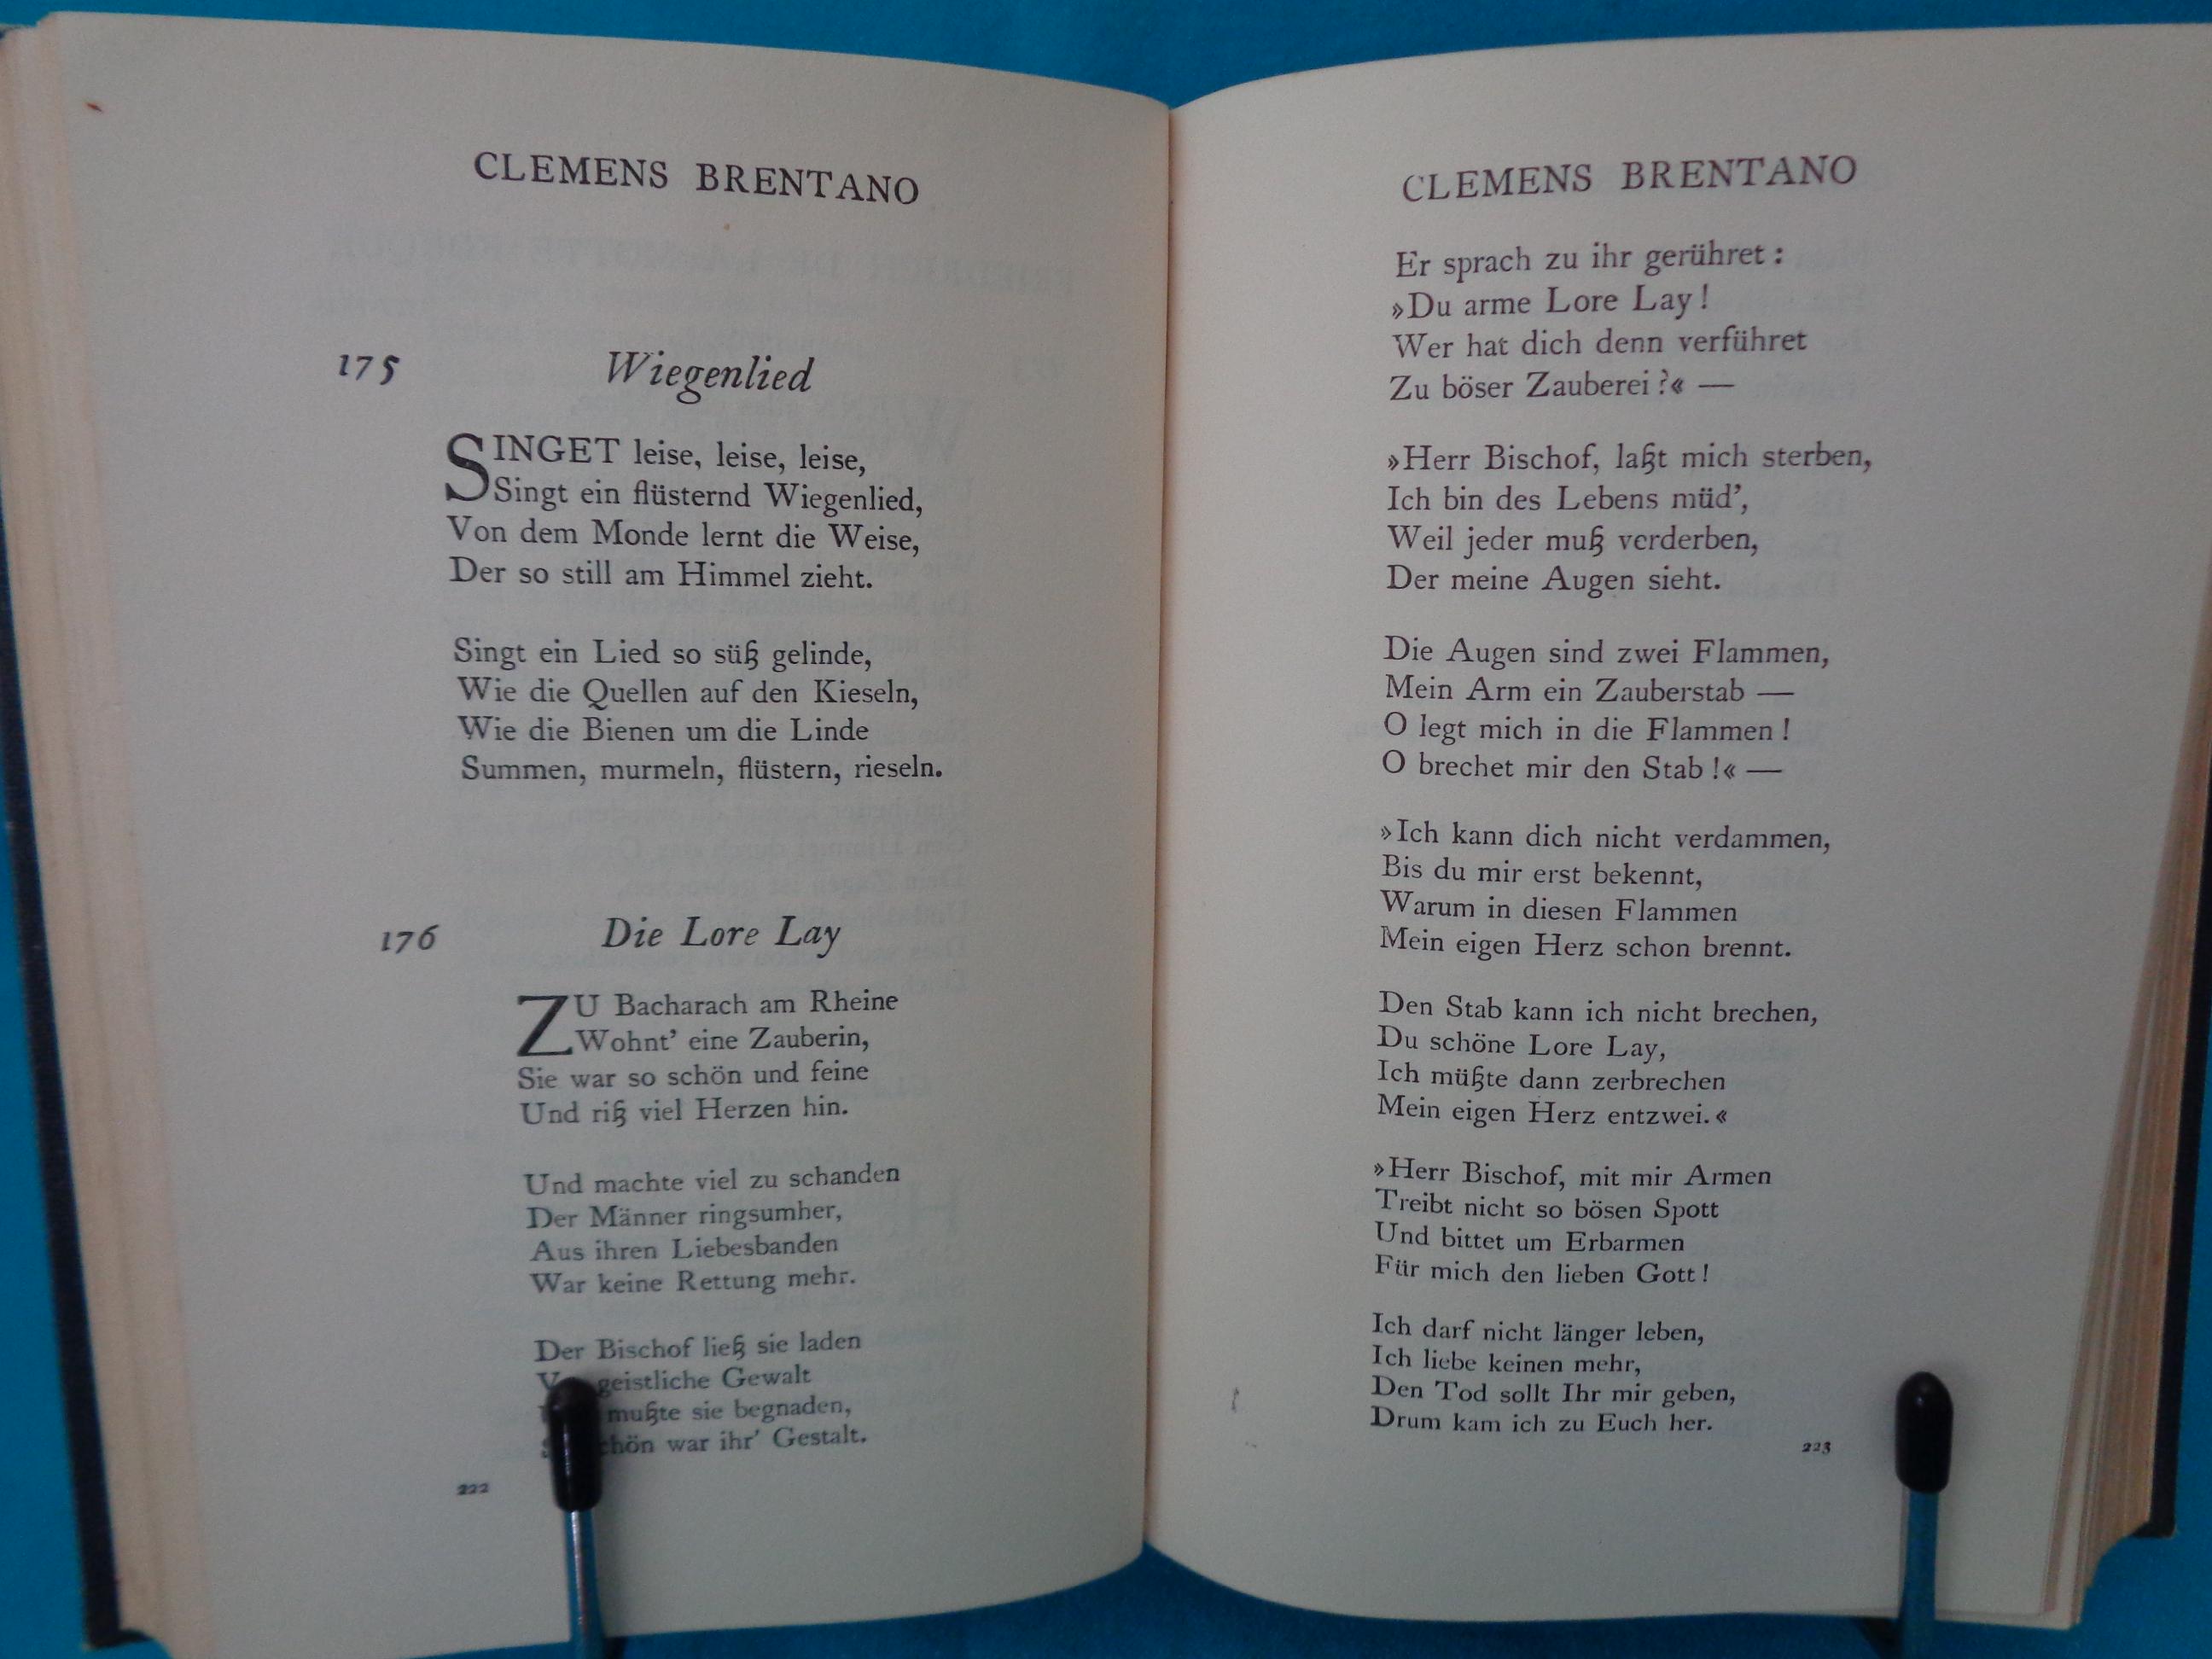 CLEMENS BRENTANO
175 Wiegenlied
SINGET leise, leise, leise,
Singt ein flüsternd Wiegenlied,
Von dem Monde lernt die Weise,
Der so still am Himmel zieht.
Singt ein Lied so süß gelinde,
Wie die Quellen auf den Kieseln,
Wie die Bienen um die Linde
Summen, murmeln, flüstern, rieseln.
176 Die Lore Lay
ZU Bacharach am Rheine
Wohnt’ eine Zauberin,
Sie war so schön und feine
Und riß viel Herzen hin.
Und machte viel zu schanden
Der Männer ringsumher,
Aus ihren Liebesbanden
War keine Rettung mehr.
Der Bischof ließ sie laden
geistliche Gewalt
mußte sie begnaden,
war ihr’ Gestalt.
222
CLEMENS BRENTANO
Er sprach zu ihr gerühret :
»Du arme Lore Lay !
Wer hat dich denn verführet
Zu böser Zauberei ?« —
»Herr Bischof, laßt mich sterben,
Ich bin des Lebens müd’,
Weil jeder muß verderben,
Der meine Augen sieht.
Die Augen sind zwei Flammen,
Mein Arm ein Zauberstab —
O legt mich in die Flammen !
O brechet mir den Stab !« —
»Ich kann dich nicht verdammen,
Bis du mir erst bekennt,
Warum in diesen Flammen
Mein eigen Herz schon brennt.
Den Stab kann ich nicht brechen,
Du schöne Lore Lay,
Ich müßte dann zerbrechen
Mein eigen Herz entzwei.«
»Herr Bischof, mit mir Armen
Treibt nicht so bösen Spott
Und bittet um Erbarmen
Für mich den lieben Gott !
Ich darf nicht länger leben,
Ich liebe keinen mehr,
Den Tod sollt Ihr mir geben,
Drum kam ich zu Euch her.
223